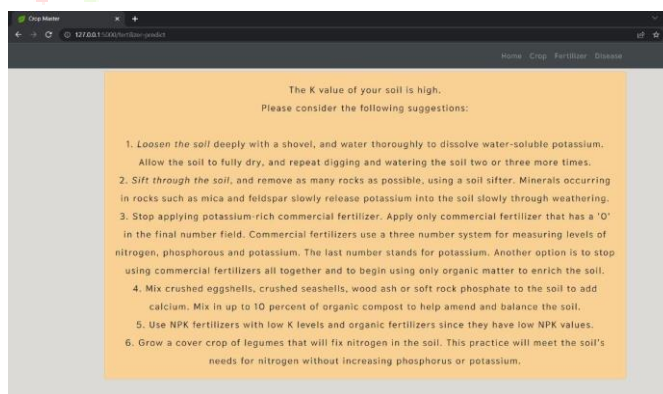 Crop Master
127.0.0.1:5000/fertilizer-predict
Home Crop Fertilizer Disease
The K value of your soil is high.
Please consider the following suggestions:
1. Loosen the soil deeply with a shovel, and water thoroughly to dissolve water-soluble potassium.
Allow the soil to fully dry, and repeat digging and watering the soil two or three more times.
2. Sift through the soil, and remove as many rocks as possible, using a soil sifter. Minerals occurring
in rocks such as mica and feldspar slowly release potassium into the soil slowly through weathering.
3. Stop applying potassium-rich commercial fertilizer. Apply only commercial fertilizer that has a '0'
in the final number field. Commercial fertilizers use a three number system for measuring levels of
nitrogen, phosphorous and potassium. The last number stands for potassium. Another option is to stop
using commercial fertilizers all together and to begin using only organic matter to enrich the soil.
4. Mix crushed eggshells, crushed seashells, wood ash or soft rock phosphate to the soil to add
calcium. Mix in up to 10 percent of organic compost to help amend and balance the soil.
5. Use NPK fertilizers with low K levels and organic fertilizers since they have low NPK values.
6. Grow a cover crop of legumes that will fix nitrogen in the soil. This practice will meet the soil's
needs for nitrogen without increasing phosphorus or potassium.